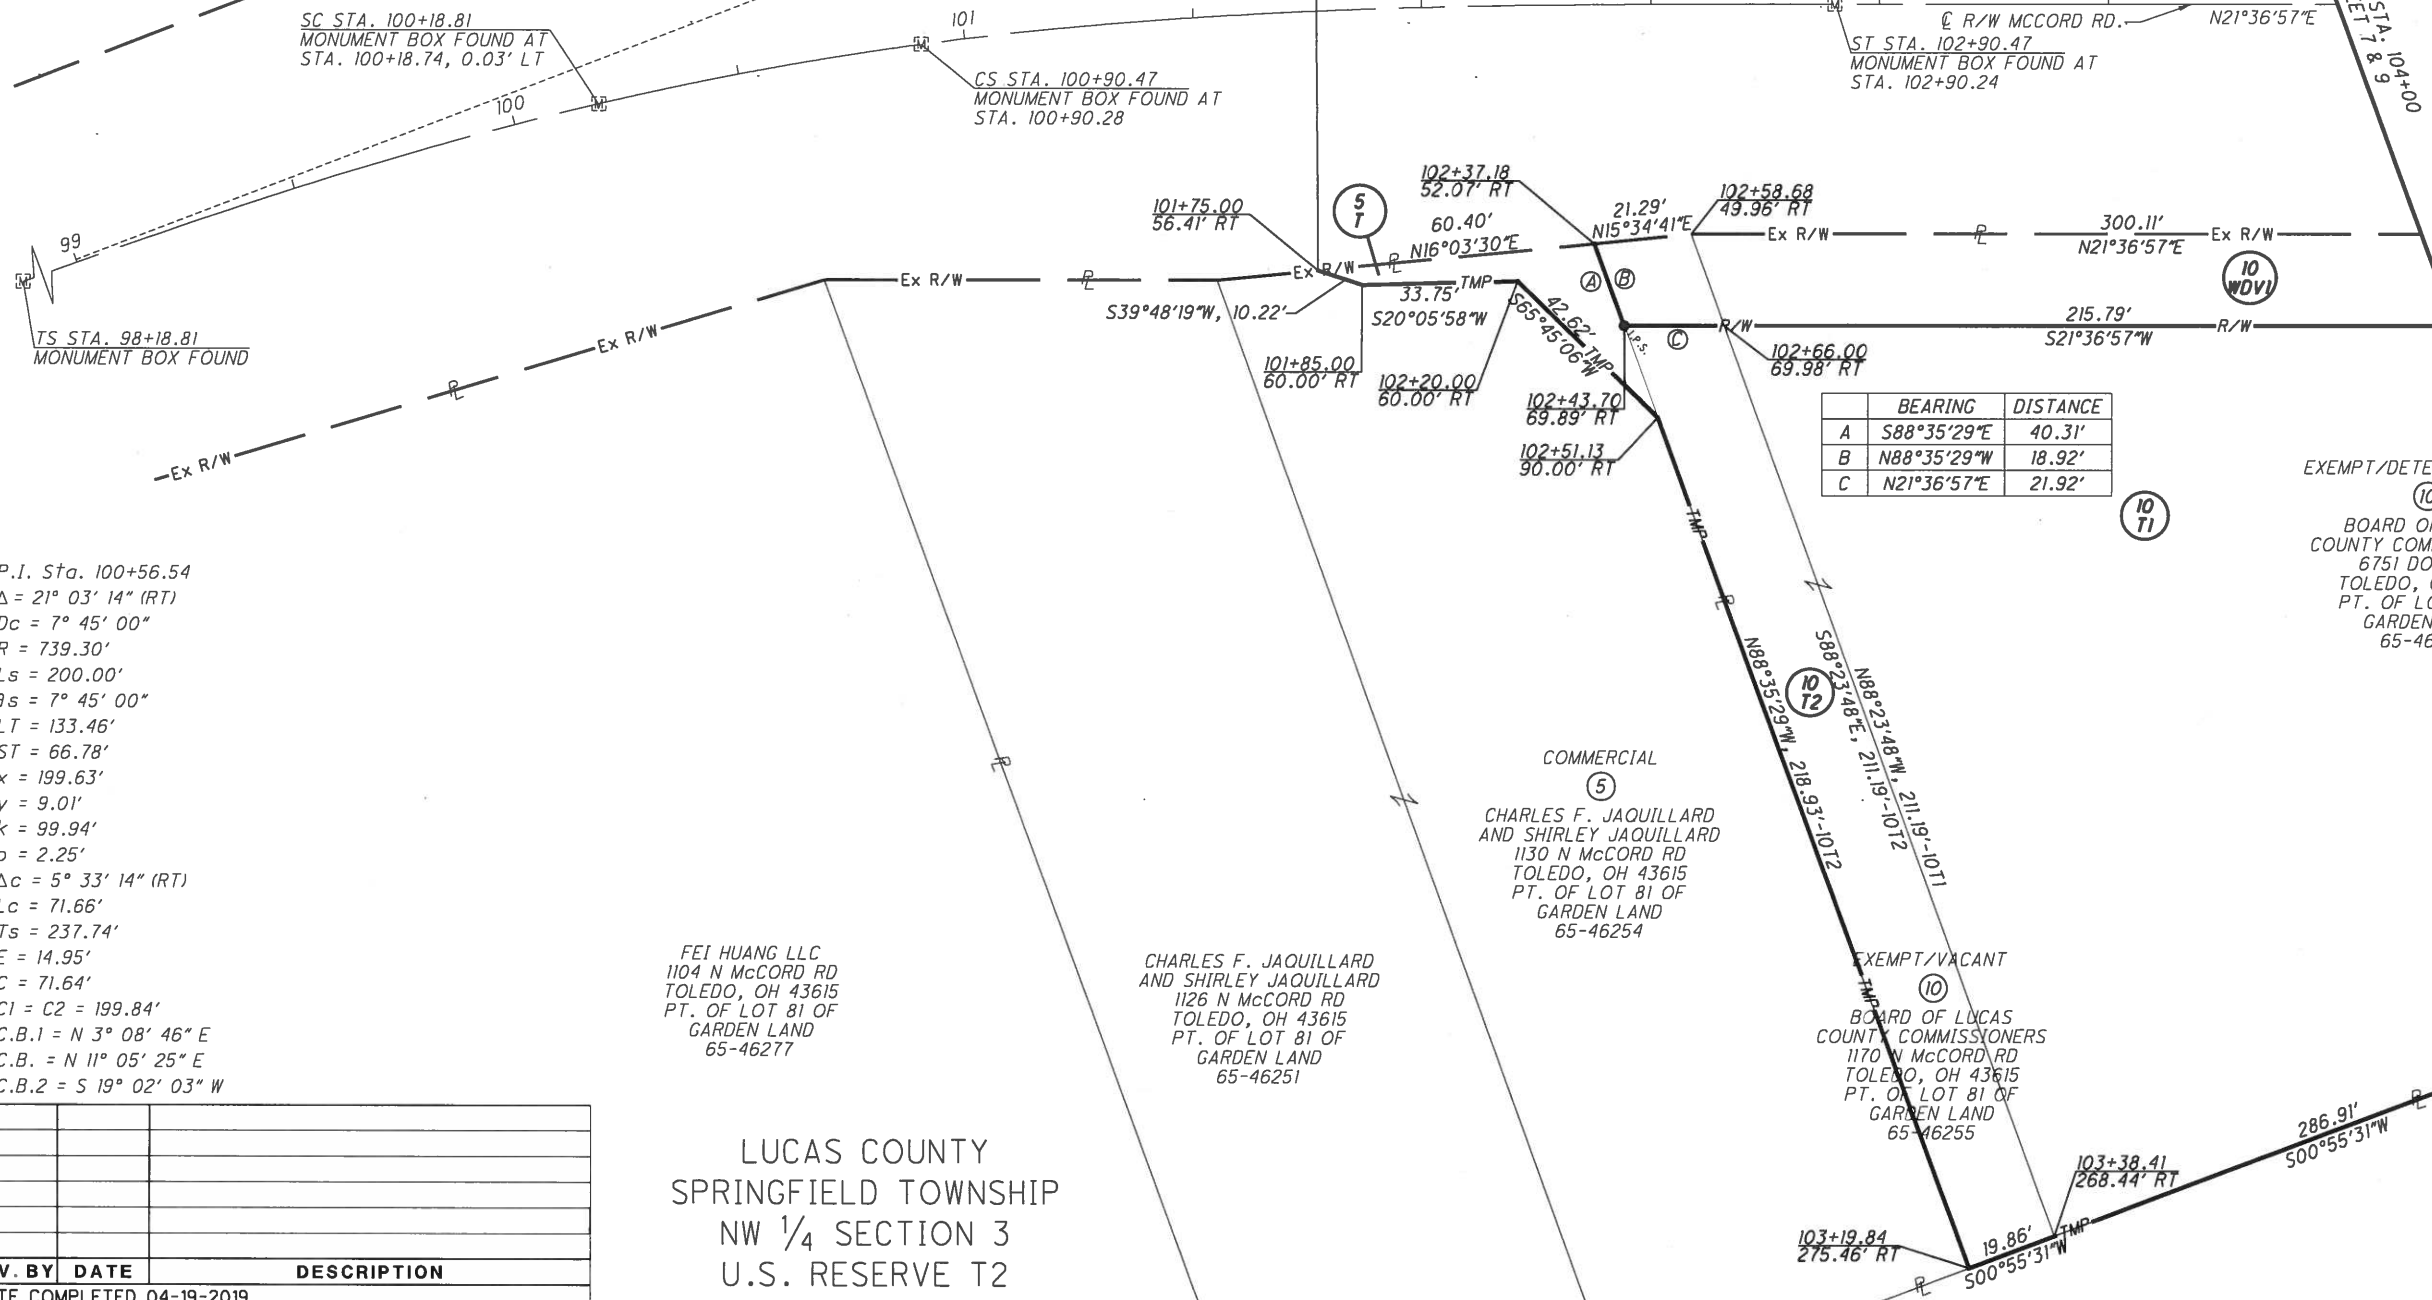 SC STA. 100+18.81
MONUMENT BOX FOUND AT
STA. 100+18.74, 0.03' LT
101
100
99
CS STA. 100+90.47
MONUMENT BOX FOUND AT
STA. 100+90.28
℄ R/W MCCORD RD.
N21°36'57"E
ST STA. 102+90.47
MONUMENT BOX FOUND AT
STA. 102+90.24
STA. 104+00
7 & 9
TS STA. 98+18.81
MONUMENT BOX FOUND
101+75.00
56.41' RT
5
T
102+37.18
52.07' RT
60.40'
N16°03'30"E
21.29'
N15°34'41"E
102+58.68
49.96' RT
Ex R/W
300.11'
N21°36'57"E
Ex R/W
10
WDV1
Ex R/W
Ex R/W
Ex R/W
Ex R/W
S39°48'19"W, 10.22'
33.75'
TMP
S20°05'58"W
42.62'
TMP
S65°45'06"W
A
B
C
I.P.S.
R/W
215.79'
S21°36'57"W
R/W
101+85.00
60.00' RT
102+20.00
60.00' RT
102+43.70
69.89' RT
102+51.13
90.00' RT
102+66.00
69.98' RT
BEARING DISTANCE
A S88°35'29"E 40.31'
B N88°35'29"W 18.92'
C N21°36'57"E 21.92'
10
T1
EXEMPT/DETE
BOARD O
COUNTY COM
6751 DO
TOLEDO,
PT. OF LO
GARDEN
65-46
P.I. Sta. 100+56.54
Δ = 21° 03' 14" (RT)
Dc = 7° 45' 00"
R = 739.30'
Ls = 200.00'
θs = 7° 45' 00"
LT = 133.46'
ST = 66.78'
x = 199.63'
y = 9.01'
k = 99.94'
p = 2.25'
Δc = 5° 33' 14" (RT)
Lc = 71.66'
Ts = 237.74'
E = 14.95'
C = 71.64'
C1 = C2 = 199.84'
C.B.1 = N 3° 08' 46" E
C.B. = N 11° 05' 25" E
C.B.2 = S 19° 02' 03" W
TMP
N88°35'29"W, 218.93'-10T2
10
T2
S88°23'48"E, 211.19'-10T2
N88°23'48"W, 211.19'-10T1
COMMERCIAL
5
CHARLES F. JAQUILLARD
AND SHIRLEY JAQUILLARD
1130 N McCORD RD
TOLEDO, OH 43615
PT. OF LOT 81 OF
GARDEN LAND
65-46254
FEI HUANG LLC
1104 N McCORD RD
TOLEDO, OH 43615
PT. OF LOT 81 OF
GARDEN LAND
65-46277
CHARLES F. JAQUILLARD
AND SHIRLEY JAQUILLARD
1126 N McCORD RD
TOLEDO, OH 43615
PT. OF LOT 81 OF
GARDEN LAND
65-46251
EXEMPT/VACANT
10
TMP
BOARD OF LUCAS
COUNTY COMMISSIONERS
1170 N McCORD RD
TOLEDO, OH 43615
PT. OF LOT 81 OF
GARDEN LAND
65-46255
286.91'
S00°55'31"W
103+38.41
268.44' RT
TMP
19.86'
S00°55'31"W
103+19.84
275.46' RT
LUCAS COUNTY
SPRINGFIELD TOWNSHIP
NW 1/4 SECTION 3
U.S. RESERVE T2
V. BY DATE DESCRIPTION
TE COMPLETED 04-19-2019